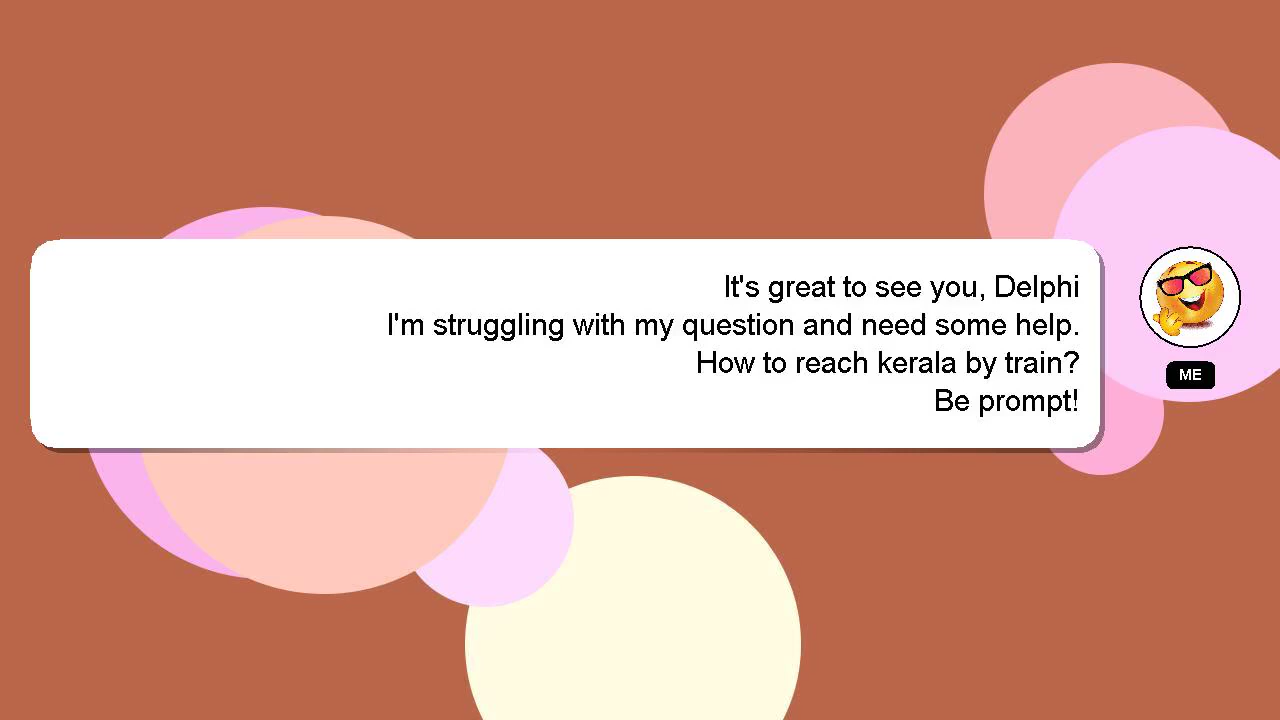 It's great to see you, Delphi
I'm struggling with my question and need some help.
How to reach kerala by train?
Be prompt!
ME